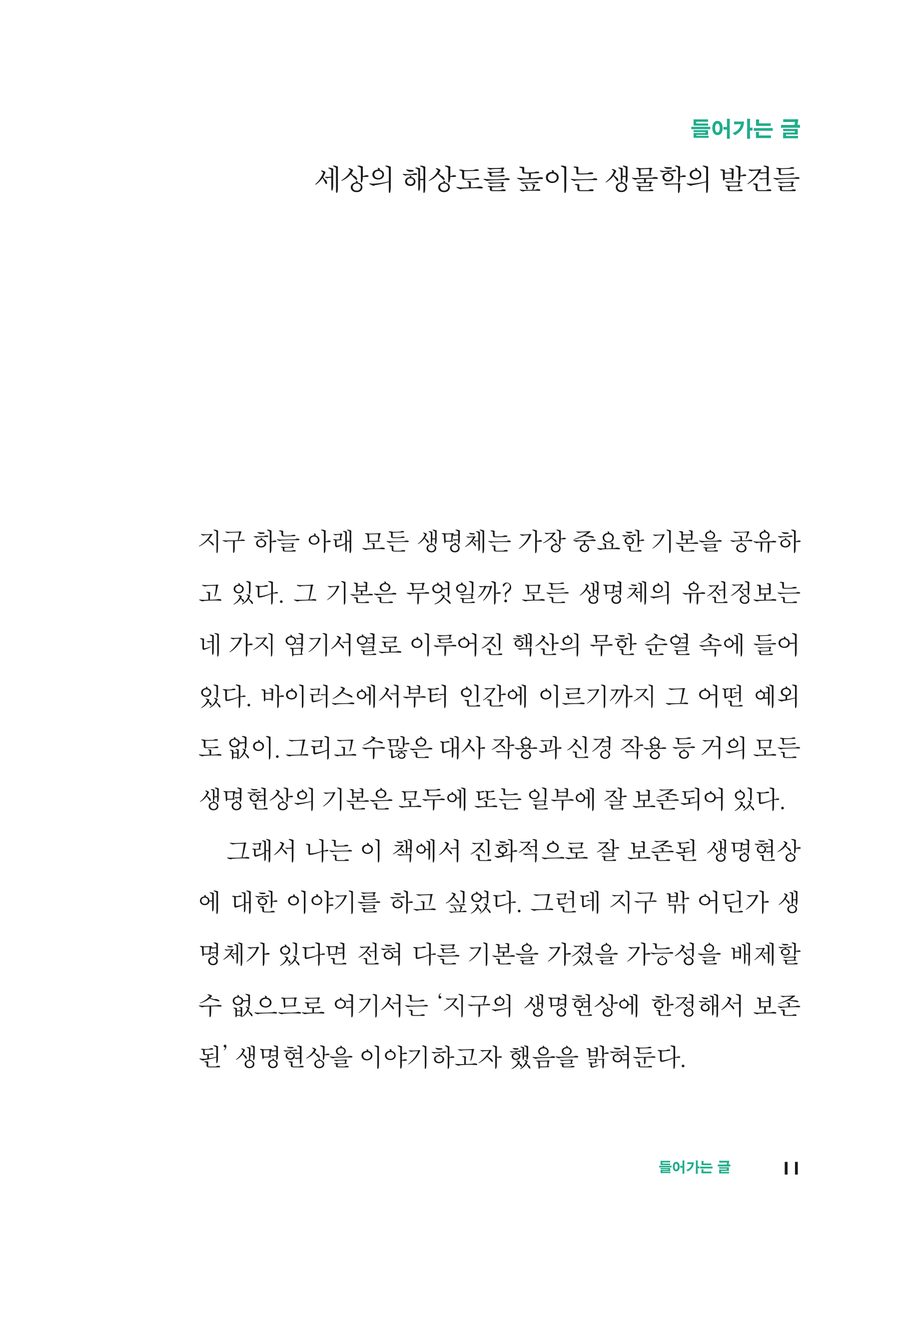 들어가는 글
세상의 해상도를 높이는 생물학의 발견들
지구 하늘 아래 모든 생명체는 가장 중요한 기본을 공유하
고 있다. 그 기본은 무엇일까? 모든 생명체의 유전정보는
네 가지 염기서열로 이루어진 핵산의 무한 순열 속에 들어
있다. 바이러스에서부터 인간에 이르기까지 그 어떤 예외
도 없이. 그리고 수많은 대사 작용과 신경 작용 등 거의 모든
생명현상의 기본은 모두에 또는 일부에 잘 보존되어 있다.
그래서 나는 이 책에서 진화적으로 잘 보존된 생명현상
에 대한 이야기를 하고 싶었다. 그런데 지구 밖 어딘가 생
명체가 있다면 전혀 다른 기본을 가졌을 가능성을 배제할
수 없으므로 여기서는 ‘지구의 생명현상에 한정해서 보존
된’ 생명현상을 이야기하고자 했음을 밝혀둔다.
들어가는 글 11